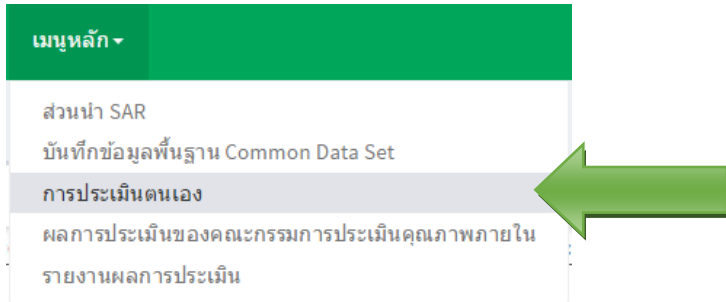 เมนูหลัก
ส่วนนำ SAR
บันทึกข้อมูลพื้นฐาน Common Data Set
การประเมินตนเอง
ผลการประเมินของคณะกรรมการประเมินคุณภาพภายใน
รายงานผลการประเมิน